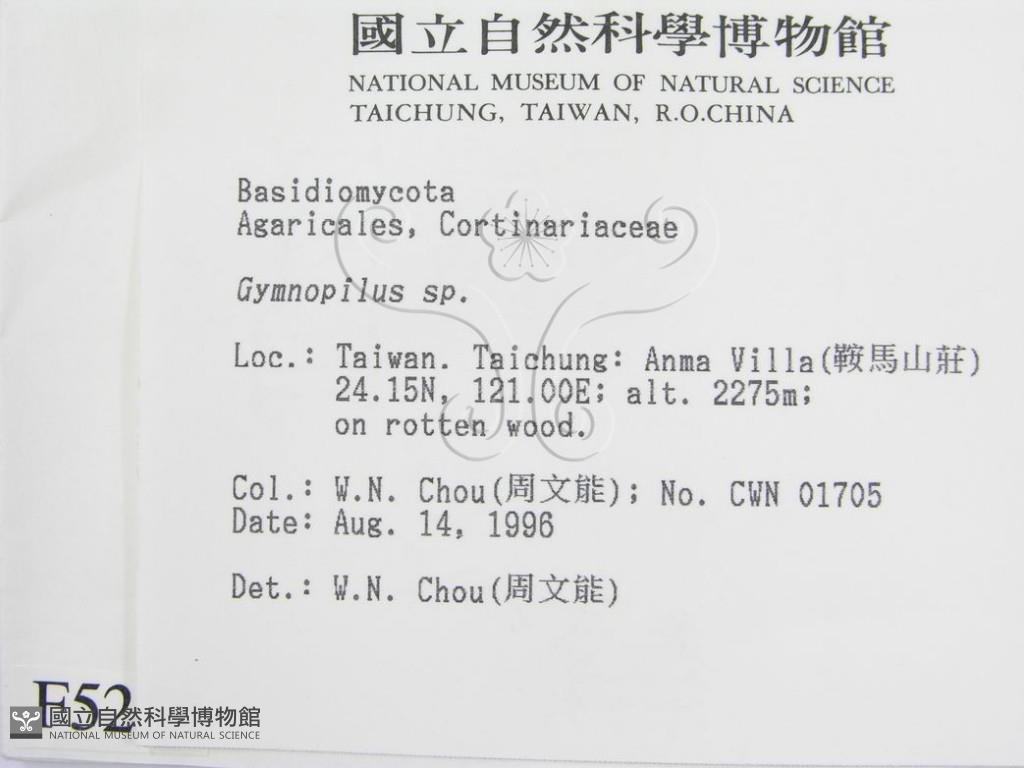 國立自然科學博物館
NATIONAL MUSEUM OF NATURAL SCIENCE
TAICHUNG, TAIWAN, R.O.CHINA
Basidiomycota
Agaricales, Cortinariaceae
Gymnopilus sp.
Loc.: Taiwan. Taichung: Anma Villa(鞍馬山莊)
24.15N, 121.00E; alt. 2275m;
on rotten wood.
Col.: W.N. Chou(周文能); No. CWN 01705
Date: Aug. 14, 1996
Det.: W.N. Chou(周文能)
F52
國立自然科學博物館
NATIONAL MUSEUM OF NATURAL SCIENCE